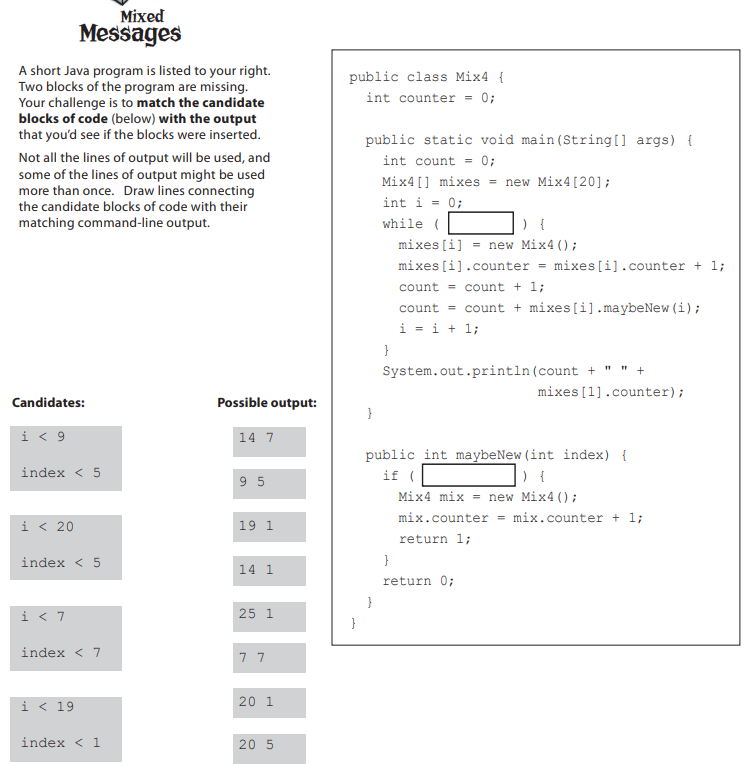 Mixed
Messages
A short Java program is listed to your right.
Two blocks of the program are missing.
Your challenge is to match the candidate
blocks of code (below) with the output
that you'd see if the blocks were inserted.
Not all the lines of output will be used, and
some of the lines of output might be used
more than once.   Draw lines connecting
the candidate blocks of code with their
matching command-line output.
Candidates:
i < 9
index < 5
i < 20
index < 5
i < 7
index < 7
i < 19
index < 1
Possible output:
14 7
9 5
19 1
14 1
25 1
7 7
20 1
20 5
public class Mix4 {
  int counter = 0;
  public static void main(String[] args) {
    int count = 0;
    Mix4[] mixes = new Mix4[20];
    int i = 0;
    while (         ) {
      mixes[i] = new Mix4();
      mixes[i].counter = mixes[i].counter + 1;
      count = count + 1;
      count = count + mixes[i].maybeNew(i);
      i = i + 1;
    }
    System.out.println(count + " " +
                       mixes[1].counter);
  }
  public int maybeNew(int index) {
    if (            ) {
      Mix4 mix = new Mix4();
      mix.counter = mix.counter + 1;
      return 1;
    }
    return 0;
  }
}